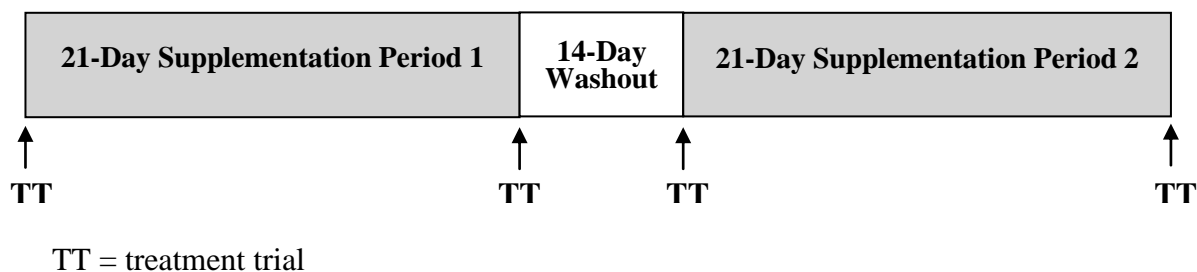 21-Day Supplementation Period 1
14-Day
Washout
21-Day Supplementation Period 2
TT
TT
TT
TT
TT = treatment trial